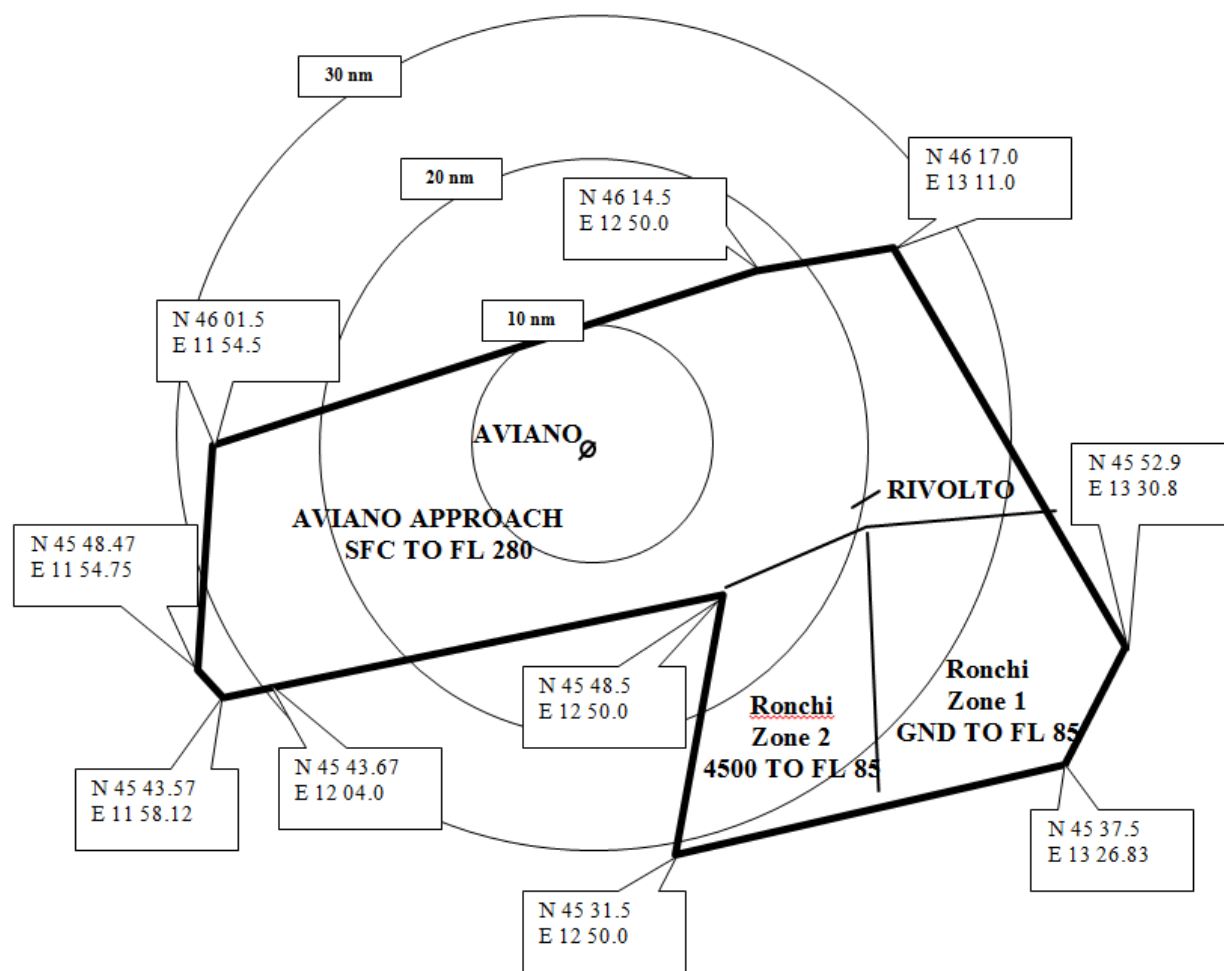 30 nm
20 nm
N 46 17.0
E 13 11.0
N 46 14.5
E 12 50.0
N 46 01.5
E 11 54.5
10 nm
AVIANO
N 45 52.9
E 13 30.8
RIVOLTO
AVIANO APPROACH
SFC TO FL 280
N 45 48.47
E 11 54.75
N 45 48.5
E 12 50.0
Ronchi
Zone 1
GND TO FL 85
Ronchi
Zone 2
4500 TO FL 85
N 45 43.67
E 12 04.0
N 45 43.57
E 11 58.12
N 45 37.5
E 13 26.83
N 45 31.5
E 12 50.0